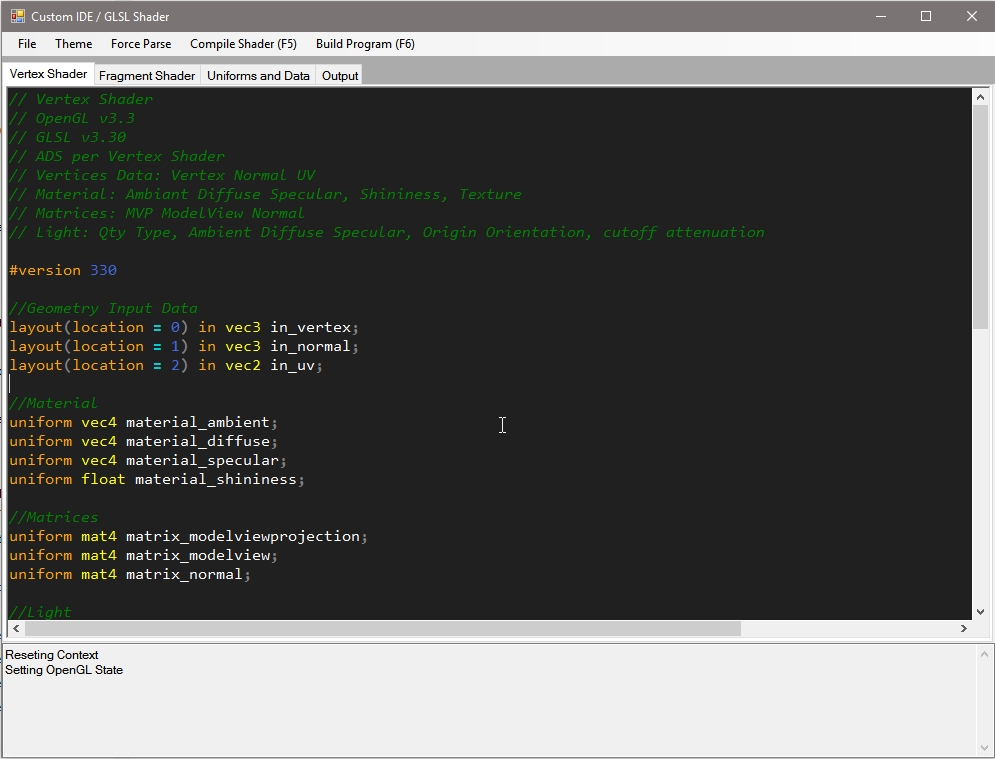 Custom IDE / GLSL Shader
File Theme Force Parse Compile Shader (F5) Build Program (F6)
Vertex Shader Fragment Shader Uniforms and Data Output
// Vertex Shader
// OpenGL v3.3
// GLSL v3.30
// ADS per Vertex Shader
// Vertices Data: Vertex Normal UV
// Material: Ambiant Diffuse Specular, Shininess, Texture
// Matrices: MVP ModelView Normal
// Light: Qty Type, Ambient Diffuse Specular, Origin Orientation, cutoff attenuation
#version 330
//Geometry Input Data
layout(location = 0) in vec3 in_vertex;
layout(location = 1) in vec3 in_normal;
layout(location = 2) in vec2 in_uv;
//Material
uniform vec4 material_ambient;
uniform vec4 material_diffuse;
uniform vec4 material_specular;
uniform float material_shininess;
//Matrices
uniform mat4 matrix_modelviewprojection;
uniform mat4 matrix_modelview;
uniform mat4 matrix_normal;
//Light
Reseting Context
Setting OpenGL State